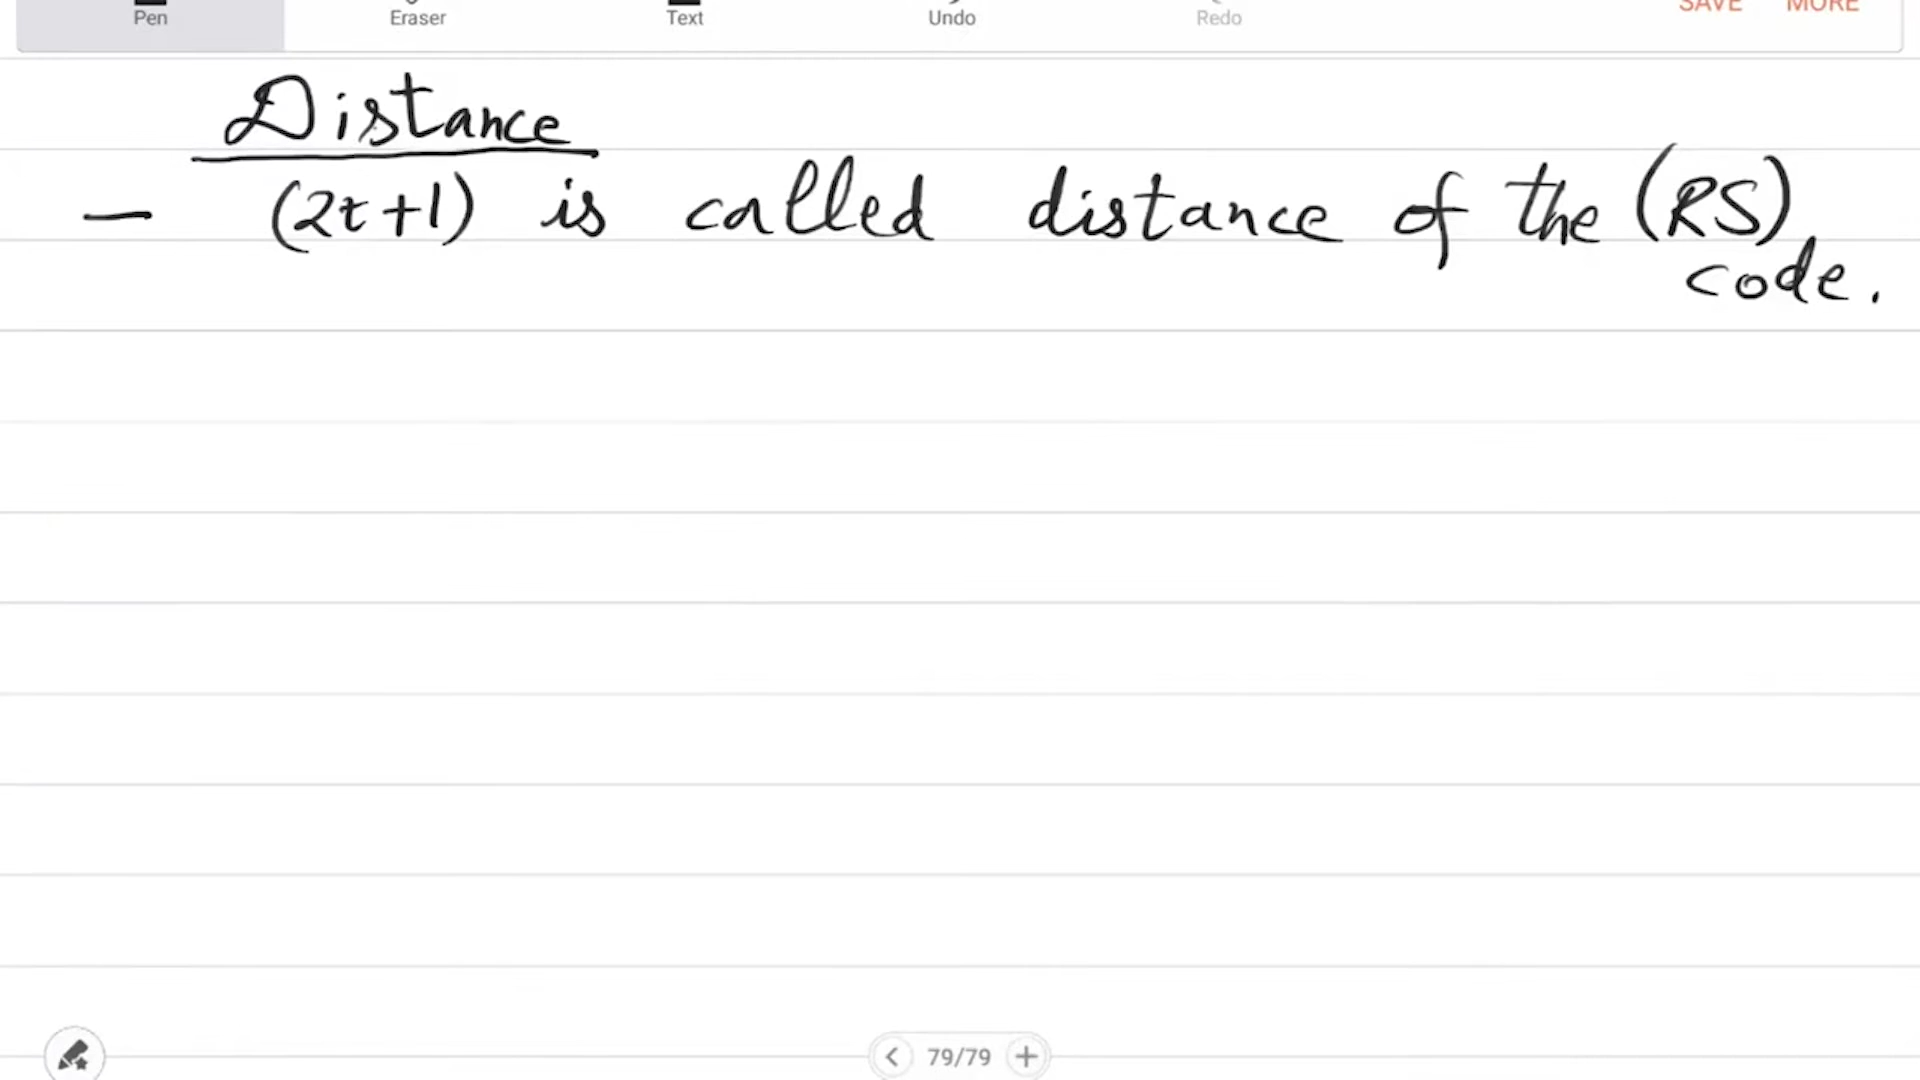 Pen Eraser Text Undo Redo SAVE MORE
Distance
— (2t+1) is called distance of the (RS)
code.
79/79